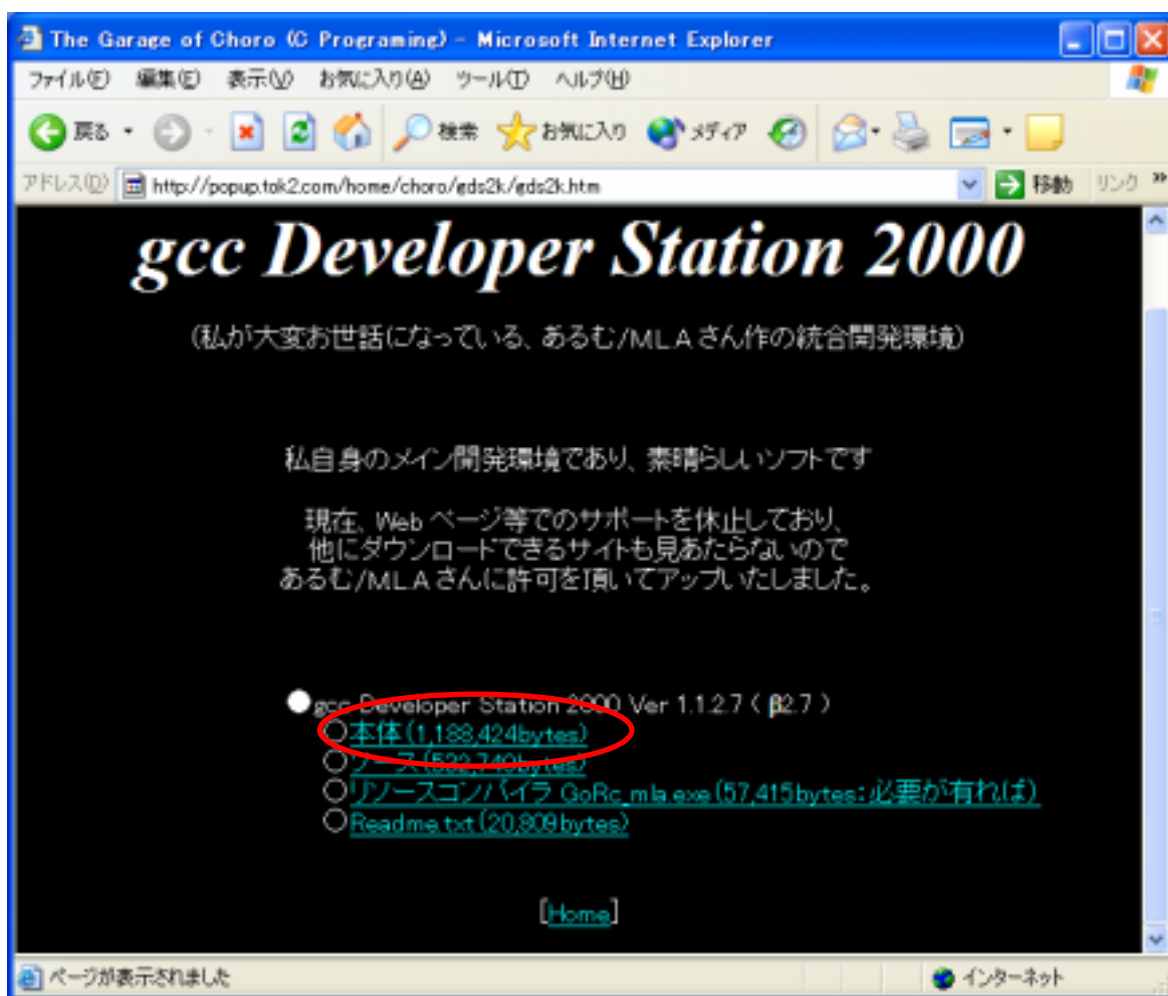 The Garage of Choro (C Programing) - Microsoft Internet Explorer
ファイル(F) 編集(E) 表示(V) お気に入り(A) ツール(T) ヘルプ(H)
戻る 検索 お気に入り メディア
アドレス(D) http://popup.tok2.com/home/choro/gds2k/gds2k.htm 移動 リンク »
gcc Developer Station 2000
(私が大変お世話になっている、あるむ/MLAさん作の統合開発環境)
私自身のメイン開発環境であり、素晴らしいソフトです
現在、Web ページ等でのサポートを休止しており、
他にダウンロードできるサイトも見あたらないので
あるむ/MLAさんに許可を頂いてアップいたしました。
●gcc Developer Station 2000 Ver 1.1.2.7 ( β2.7 )
○本体(1,188,424bytes)
○ソース(532,740bytes)
○リソースコンパイラ GoRc_mla.exe(57,415bytes:必要が有れば)
○Readme.txt(20,809bytes)
[Home]
ページが表示されました インターネット